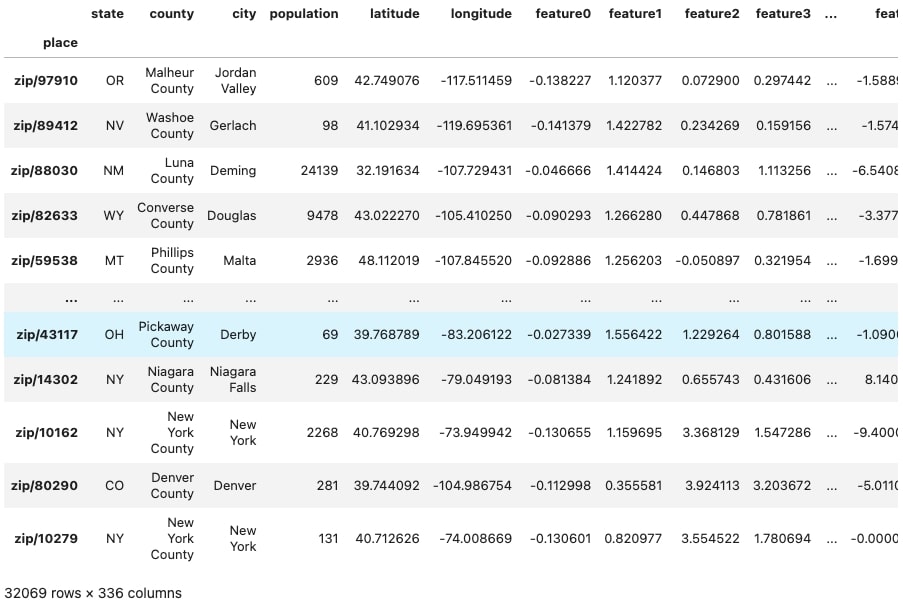 state county city population latitude longitude feature0 feature1 feature2 feature3 ... feat
place
zip/97910 OR Malheur County Jordan Valley 609 42.749076 -117.511459 -0.138227 1.120377 0.072900 0.297442 ... -1.588
zip/89412 NV Washoe County Gerlach 98 41.102934 -119.695361 -0.141379 1.422782 0.234269 0.159156 ... -1.574
zip/88030 NM Luna County Deming 24139 32.191634 -107.729431 -0.046666 1.414424 0.146803 1.113256 ... -6.5408
zip/82633 WY Converse County Douglas 9478 43.022270 -105.410250 -0.090293 1.266280 0.447868 0.781861 ... -3.377
zip/59538 MT Phillips County Malta 2936 48.112019 -107.845520 -0.092886 1.256203 -0.050897 0.321954 ... -1.699
... ... ... ... ... ... ... ... ... ... ... ...
zip/43117 OH Pickaway County Derby 69 39.768789 -83.206122 -0.027339 1.556422 1.229264 0.801588 ... -1.090
zip/14302 NY Niagara County Niagara Falls 229 43.093896 -79.049193 -0.081384 1.241892 0.655743 0.431606 ... 8.140
zip/10162 NY New York County New York 2268 40.769298 -73.949942 -0.130655 1.159695 3.368129 1.547286 ... -9.400
zip/80290 CO Denver County Denver 281 39.744092 -104.986754 -0.112998 0.355581 3.924113 3.203672 ... -5.011
zip/10279 NY New York County New York 131 40.712626 -74.008669 -0.130601 0.820977 3.554522 1.780694 ... -0.000
32069 rows × 336 columns